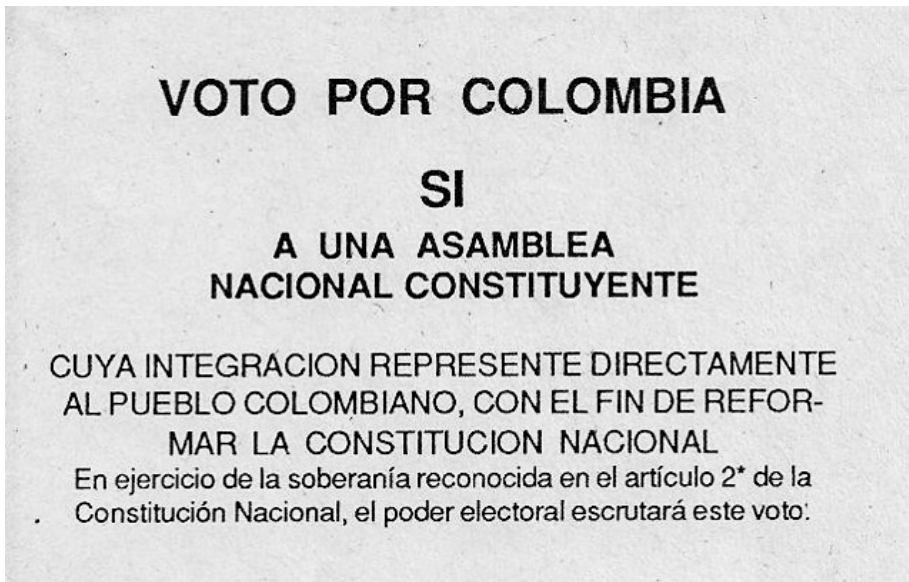 VOTO POR COLOMBIA
SI
A UNA ASAMBLEA
NACIONAL CONSTITUYENTE
CUYA INTEGRACION REPRESENTE DIRECTAMENTE
AL PUEBLO COLOMBIANO, CON EL FIN DE REFOR-
MAR LA CONSTITUCION NACIONAL
En ejercicio de la soberanía reconocida en el artículo 2* de la
Constitución Nacional, el poder electoral escrutará este voto.